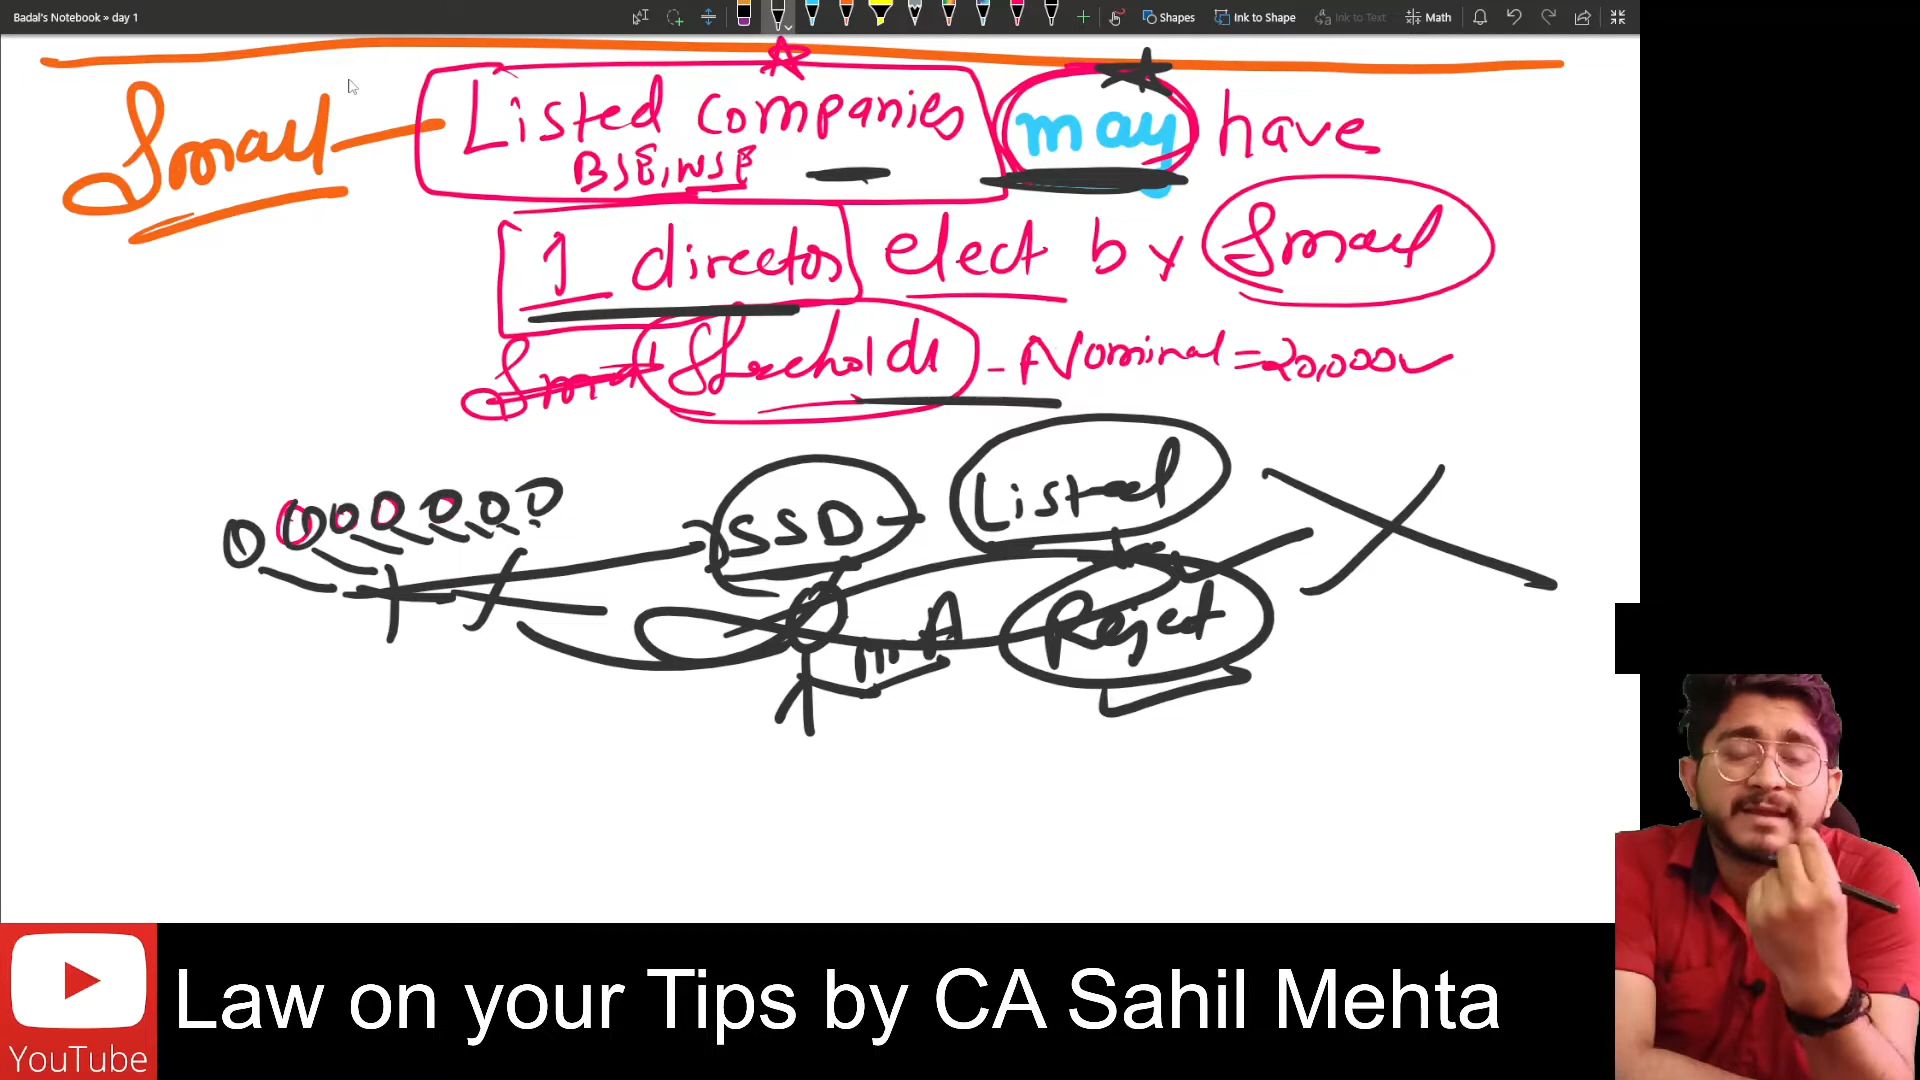 Badal's Notebook » day 1
Shapes Ink to Shape Ink to Text Math
Small — Listed companies may have
BSE, NSE
1 director elect by Small
Shareholds - Nominal = 20,000
SSD - Listed
A Reject
YouTube
Law on your Tips by CA Sahil Mehta